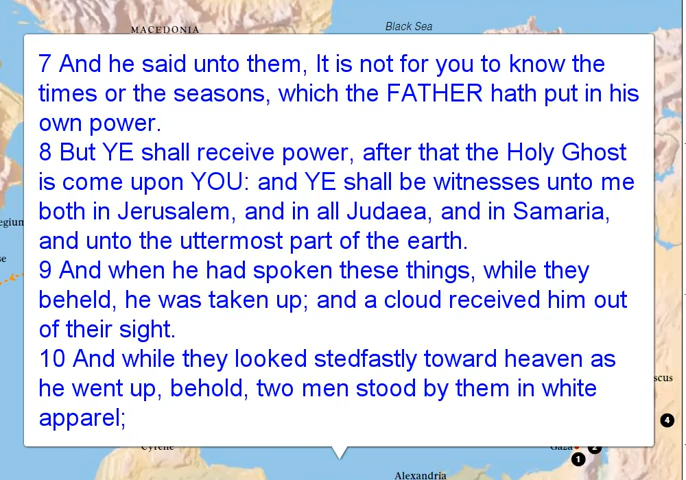 MACEDONIA
Black Sea
7 And he said unto them, It is not for you to know the
times or the seasons, which the FATHER hath put in his
own power.
8 But YE shall receive power, after that the Holy Ghost
is come upon YOU: and YE shall be witnesses unto me
both in Jerusalem, and in all Judaea, and in Samaria,
and unto the uttermost part of the earth.
9 And when he had spoken these things, while they
beheld, he was taken up; and a cloud received him out
of their sight.
10 And while they looked stedfastly toward heaven as
he went up, behold, two men stood by them in white
apparel;
egium
se
scus
4
Cyrene
Gaza
2
1
Alexandria